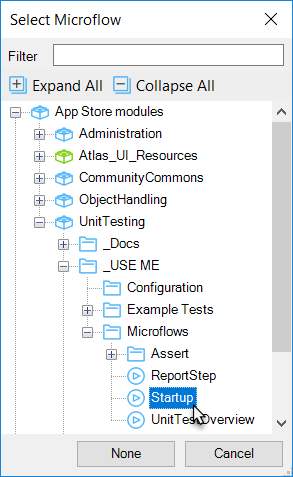 Select Microflow
Filter
Expand All Collapse All
App Store modules
Administration
Atlas_UI_Resources
CommunityCommons
ObjectHandling
UnitTesting
_Docs
_USE ME
Configuration
Example Tests
Microflows
Assert
ReportStep
Startup
UnitTestOverview
None Cancel